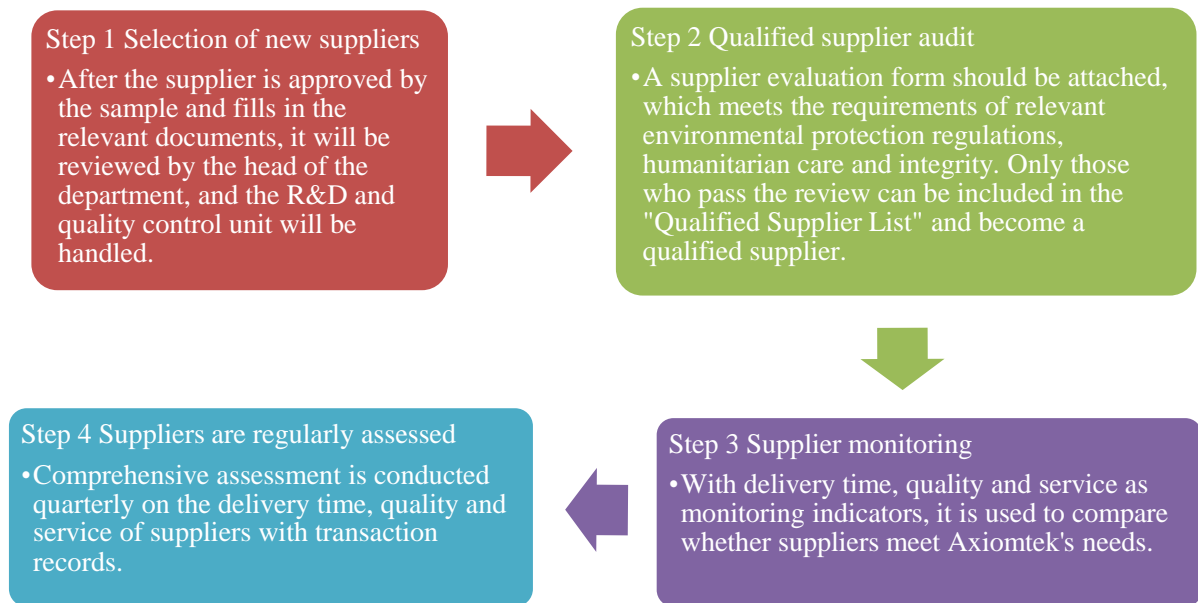 Step 1 Selection of new suppliers
•After the supplier is approved by
the sample and fills in the
relevant documents, it will be
reviewed by the head of the
department, and the R&D and
quality control unit will be
handled.
Step 2 Qualified supplier audit
•A supplier evaluation form should be attached,
which meets the requirements of relevant
environmental protection regulations,
humanitarian care and integrity. Only those
who pass the review can be included in the
"Qualified Supplier List" and become a
qualified supplier.
Step 3 Supplier monitoring
•With delivery time, quality and service as
monitoring indicators, it is used to compare
whether suppliers meet Axiomtek's needs.
Step 4 Suppliers are regularly assessed
•Comprehensive assessment is conducted
quarterly on the delivery time, quality and
service of suppliers with transaction
records.